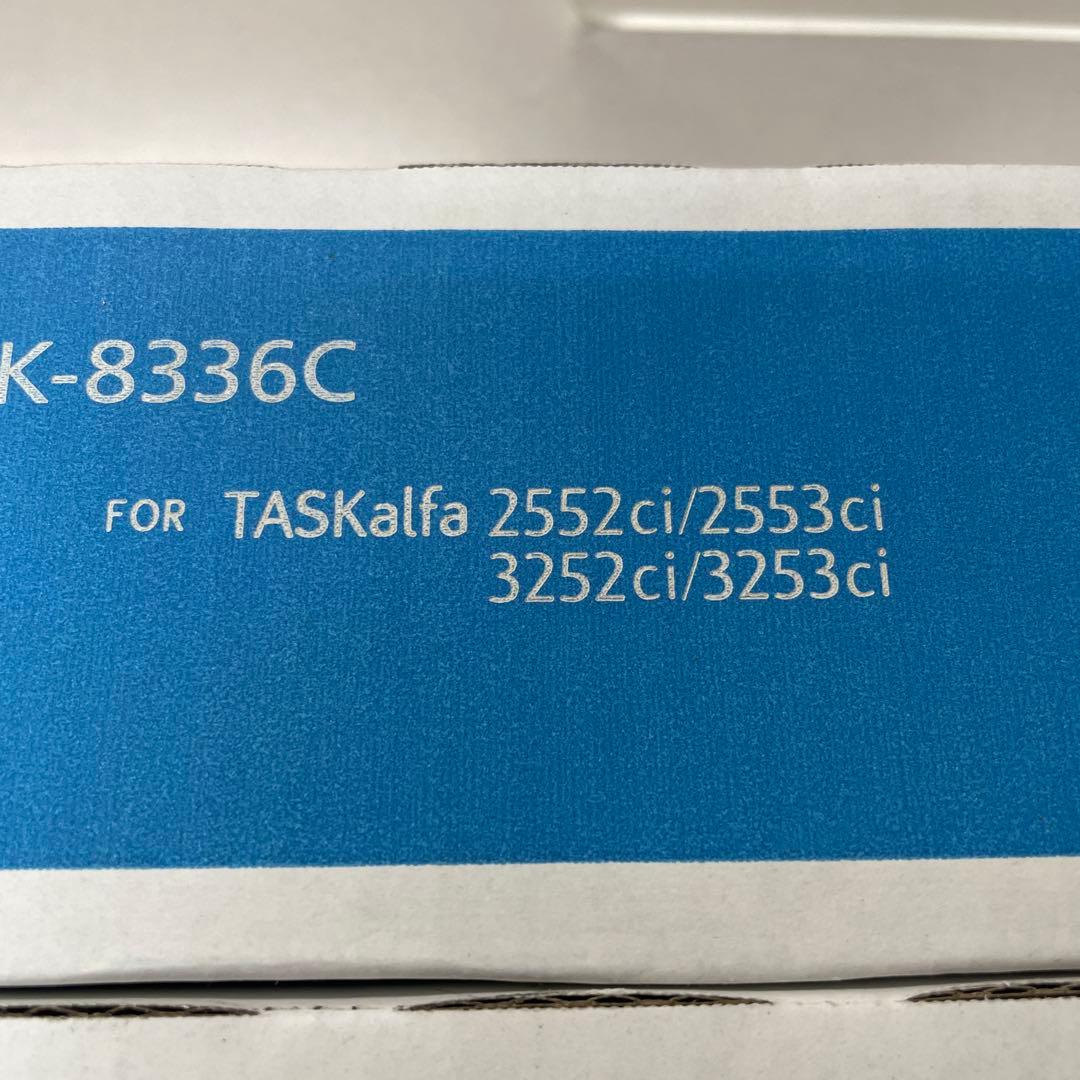 K-8336C
FOR TASKalfa 2552ci/2553ci
3252ci/3253ci